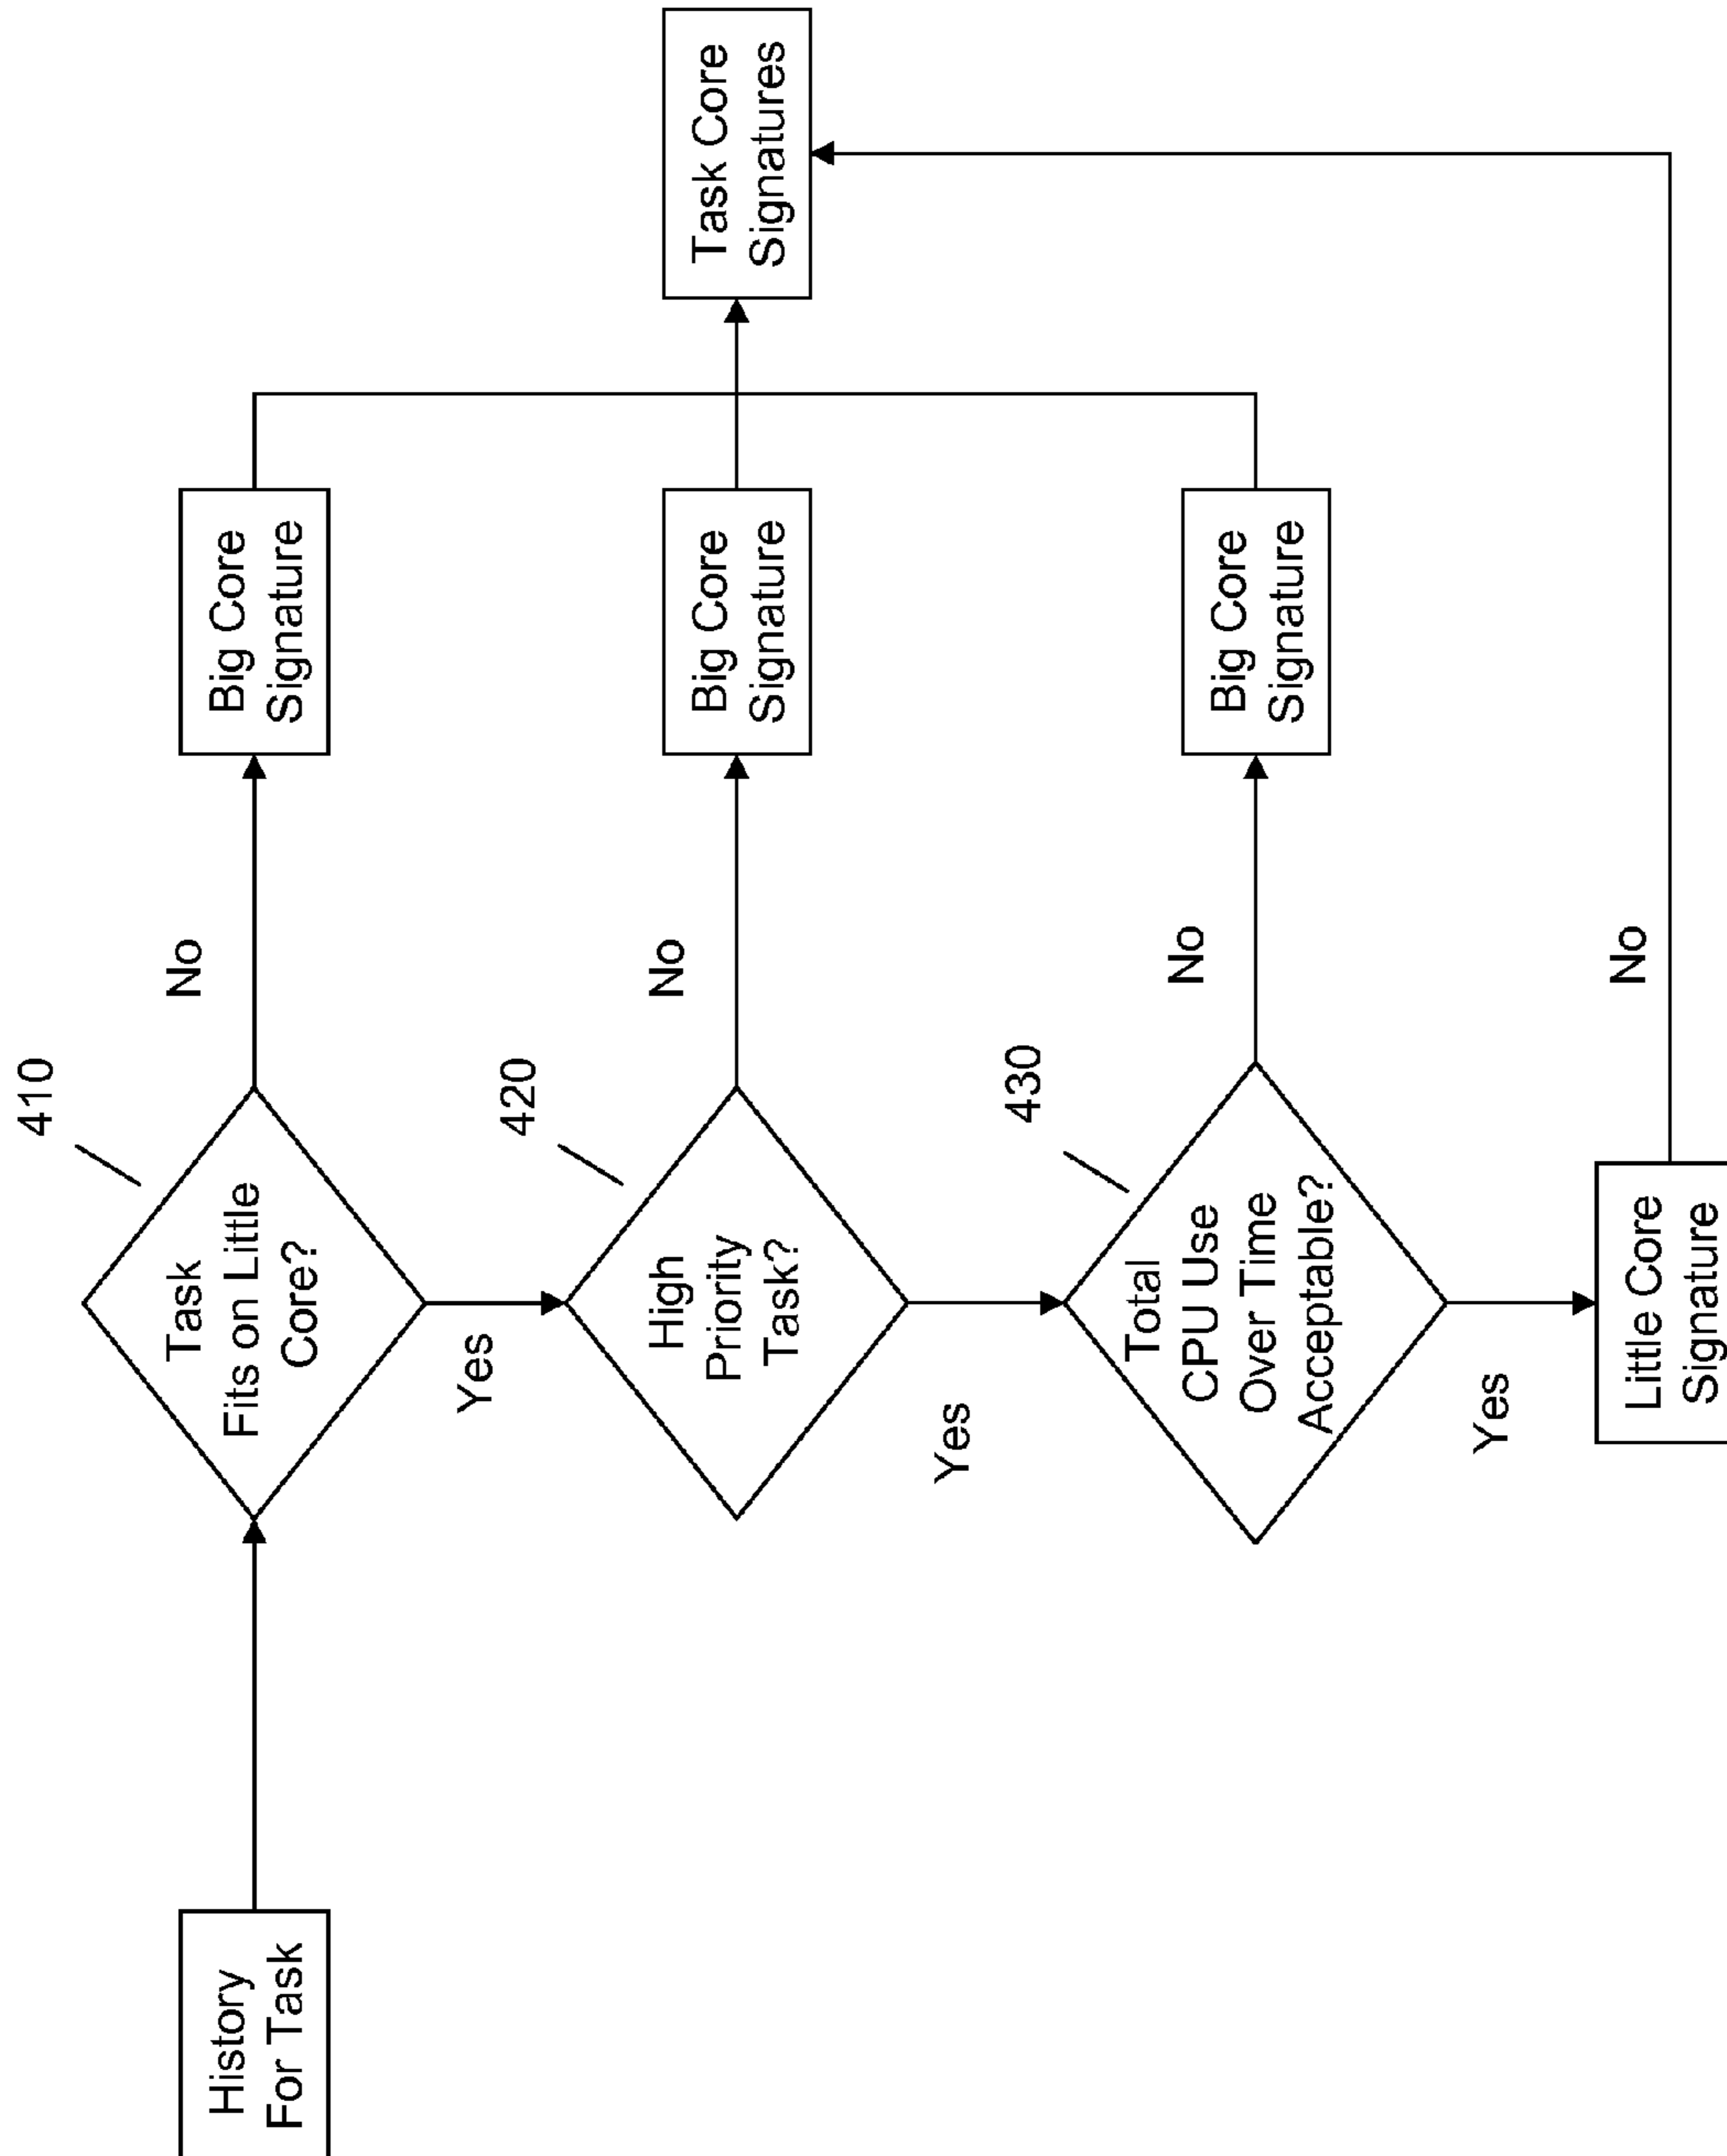 History
For Task
410
Task
Fits on Little
Core?
No
Big Core
Signature
Yes
420
High
Priority
Task?
No
Big Core
Signature
Task Core
Signatures
Yes
430
Total
CPU Use
Over Time
Acceptable?
No
Big Core
Signature
Yes
Little Core
Signature
No